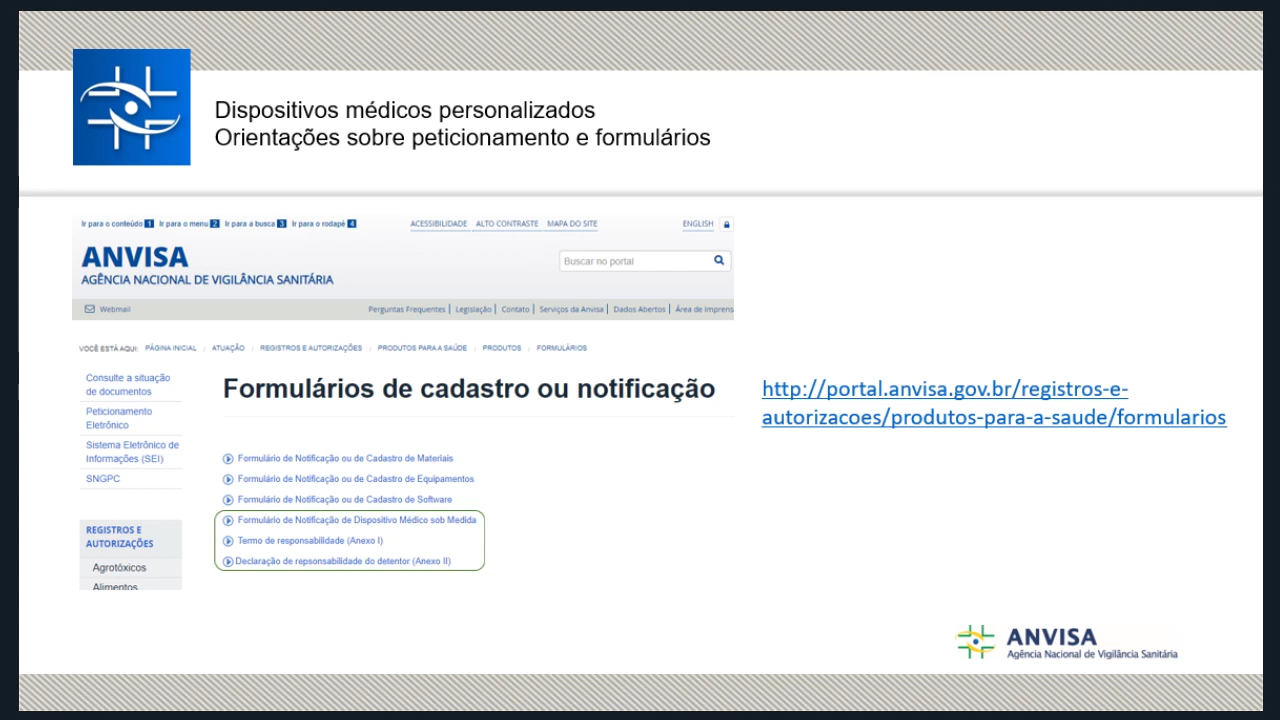 Dispositivos médicos personalizados
Orientações sobre peticionamento e formulários
Ir para o conteúdo 1 Ir para o menu 2 Ir para a busca 3 Ir para o rodapé 4
ACESSIBILIDADE ALTO CONTRASTE MAPA DO SITE
ENGLISH
ANVISA
AGÊNCIA NACIONAL DE VIGILÂNCIA SANITÁRIA
Buscar no portal
Webmail
Perguntas Frequentes | Legislação | Contato | Serviços da Anvisa | Dados Abertos | Área de Imprens
VOCÊ ESTÁ AQUI: PÁGINA INICIAL / ATUAÇÃO / REGISTROS E AUTORIZAÇÕES / PRODUTOS PARA A SAÚDE / PRODUTOS / FORMULÁRIOS
Consulte a situação
de documentos
Peticionamento
Eletrônico
Sistema Eletrônico de
Informações (SEI)
SNGPC
REGISTROS E
AUTORIZAÇÕES
Agrotóxicos
Alimentos
Formulários de cadastro ou notificação
Formulário de Notificação ou de Cadastro de Materiais
Formulário de Notificação ou de Cadastro de Equipamentos
Formulário de Notificação ou de Cadastro de Software
Formulário de Notificação de Dispositivo Médico sob Medida
Termo de responsabilidade (Anexo I)
Declaração de repsonsabilidade do detentor (Anexo II)
http://portal.anvisa.gov.br/registros-e-
autorizacoes/produtos-para-a-saude/formularios
ANVISA
Agência Nacional de Vigilância Sanitária